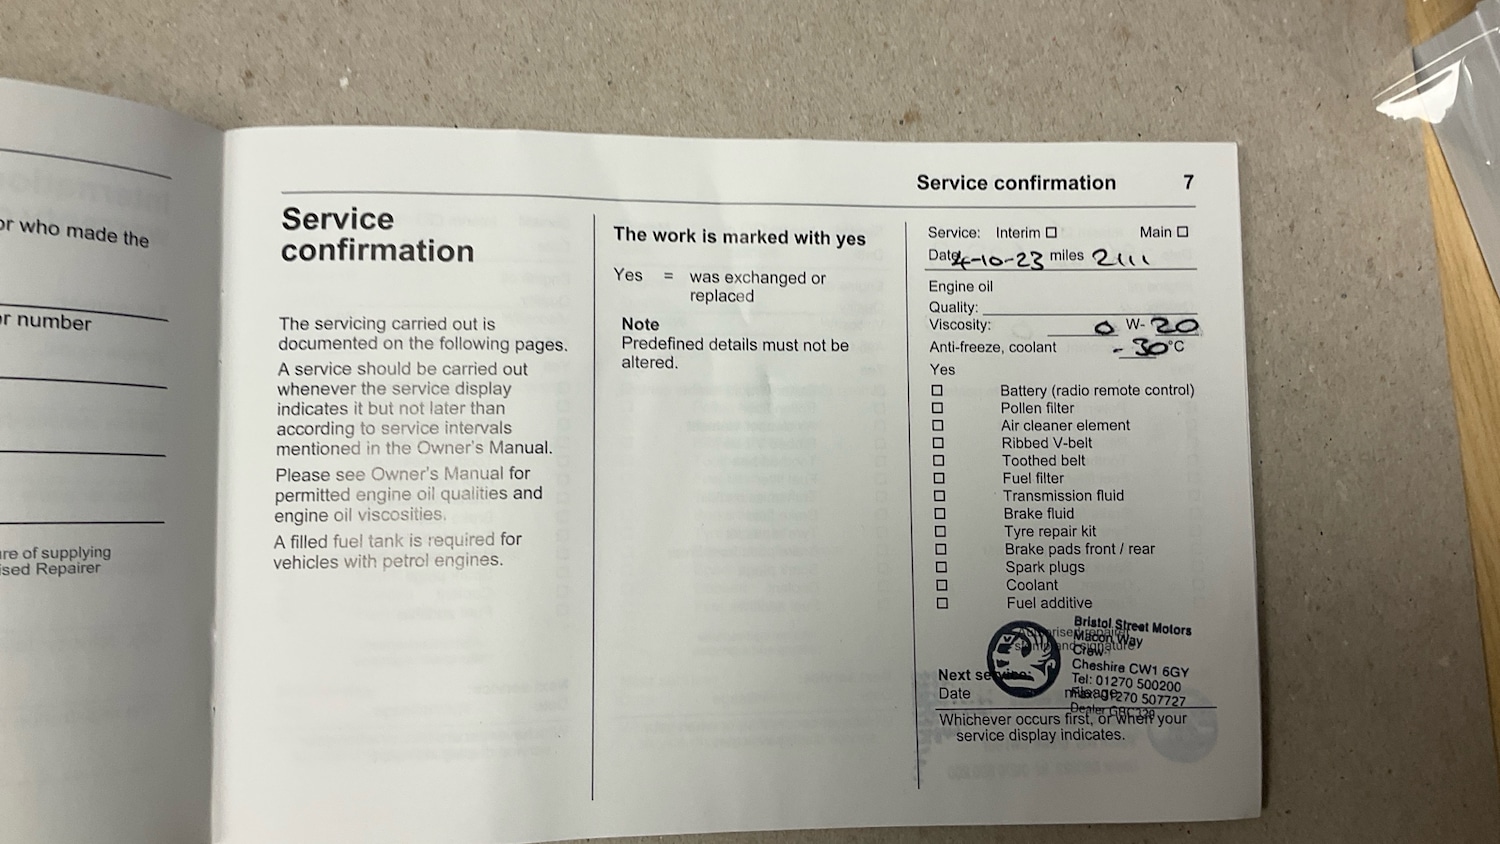 or who made the
r number
re of supplying
ised Repairer
Service confirmation 7
Service
confirmation
The servicing carried out is
documented on the following pages.
A service should be carried out
whenever the service display
indicates it but not later than
according to service intervals
mentioned in the Owner's Manual.
Please see Owner's Manual for
permitted engine oil qualities and
engine oil viscosities.
A filled fuel tank is required for
vehicles with petrol engines.
The work is marked with yes
Yes = was exchanged or
replaced
Note
Predefined details must not be
altered.
Service: Interim ☐ Main ☐
Date 4-10-23 miles 2111
Engine oil
Quality:
Viscosity: 0 W- 20
Anti-freeze, coolant - 30 °C
Yes
☐ Battery (radio remote control)
☐ Pollen filter
☐ Air cleaner element
☐ Ribbed V-belt
☐ Toothed belt
☐ Fuel filter
☐ Transmission fluid
☐ Brake fluid
☐ Tyre repair kit
☐ Brake pads front / rear
☐ Spark plugs
☐ Coolant
☐ Fuel additive
Bristol Street Motors
Macon Way
Cheshire CW1 6GY
Tel: 01270 500200
01270 507727
Dealer
Next service:
Date mileage
Whichever occurs first, or when your
service display indicates.